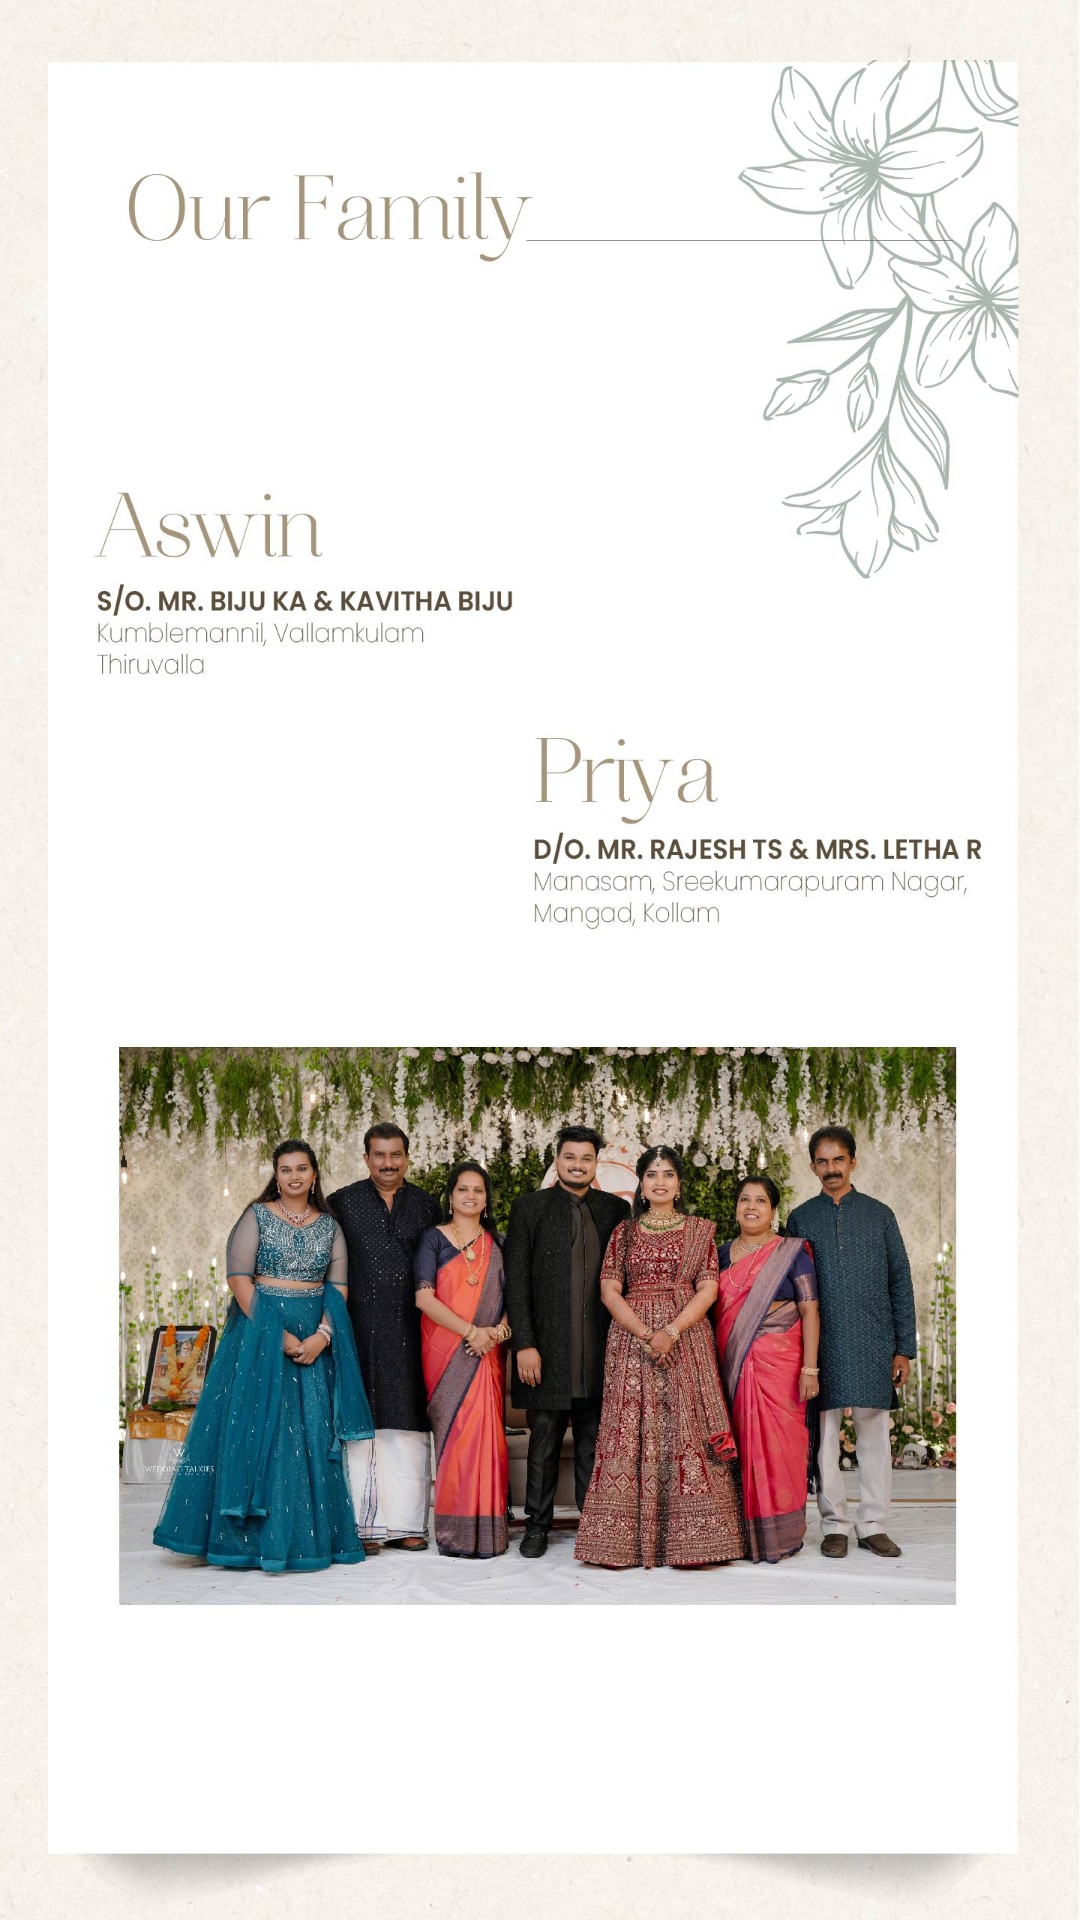 Our Family
Aswin
S/O. MR. BIJU KA & KAVITHA BIJU
Kumblemannil, Vallamkulam
Thiruvalla
Priya
D/O. MR. RAJESH TS & MRS. LETHA R
Manasam, Sreekumarapuram Nagar,
Mangad, Kollam
WEDDING TALKIES